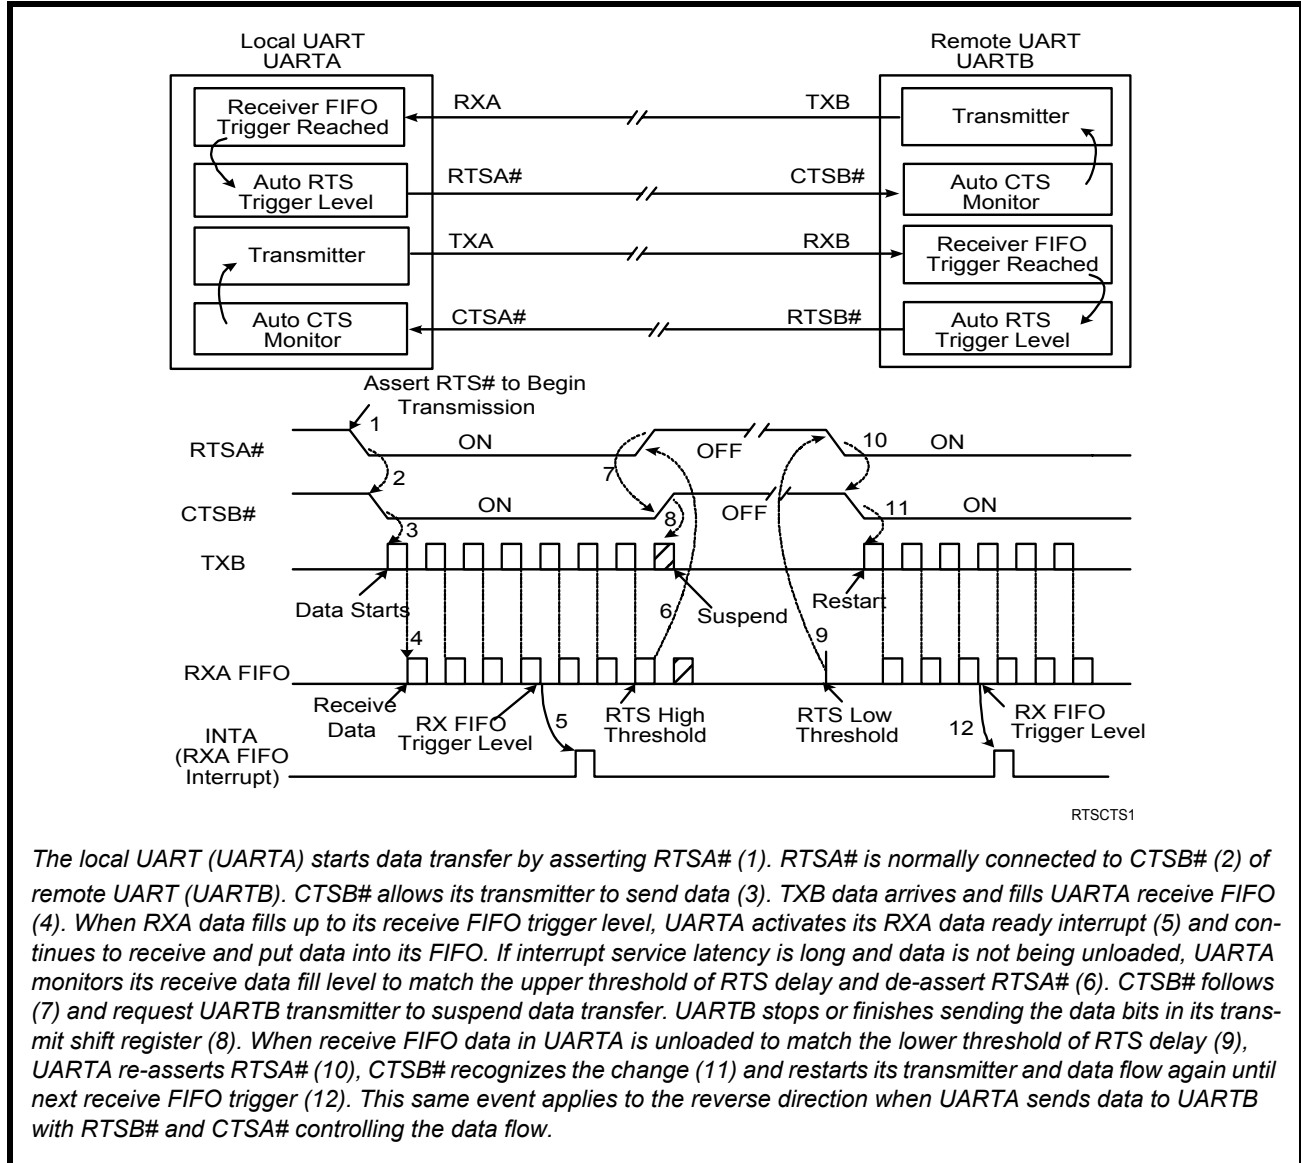 Local UART
UARTA
Remote UART
UARTB
Receiver FIFO
Trigger Reached
RXA
TXB
Transmitter
Auto RTS
Trigger Level
RTSA#
CTSB#
Auto CTS
Monitor
Transmitter
TXA
RXB
Receiver FIFO
Trigger Reached
Auto CTS
Monitor
CTSA#
RTSB#
Auto RTS
Trigger Level
Assert RTS# to Begin
Transmission
1
RTSA#
ON
7
OFF
10
ON
2
CTSB#
ON
8
OFF
11
ON
3
TXB
Data Starts
6
Suspend
Restart
4
9
RXA FIFO
Receive
Data
RX FIFO
Trigger Level
5
RTS High
Threshold
RTS Low
Threshold
12
RX FIFO
Trigger Level
INTA
(RXA FIFO
Interrupt)
RTSCTS1
The local UART (UARTA) starts data transfer by asserting RTSA# (1). RTSA# is normally connected to CTSB# (2) of
remote UART (UARTB). CTSB# allows its transmitter to send data (3). TXB data arrives and fills UARTA receive FIFO
(4). When RXA data fills up to its receive FIFO trigger level, UARTA activates its RXA data ready interrupt (5) and con-
tinues to receive and put data into its FIFO. If interrupt service latency is long and data is not being unloaded, UARTA
monitors its receive data fill level to match the upper threshold of RTS delay and de-assert RTSA# (6). CTSB# follows
(7) and request UARTB transmitter to suspend data transfer. UARTB stops or finishes sending the data bits in its trans-
mit shift register (8). When receive FIFO data in UARTA is unloaded to match the lower threshold of RTS delay (9),
UARTA re-asserts RTSA# (10), CTSB# recognizes the change (11) and restarts its transmitter and data flow again until
next receive FIFO trigger (12). This same event applies to the reverse direction when UARTA sends data to UARTB
with RTSB# and CTSA# controlling the data flow.